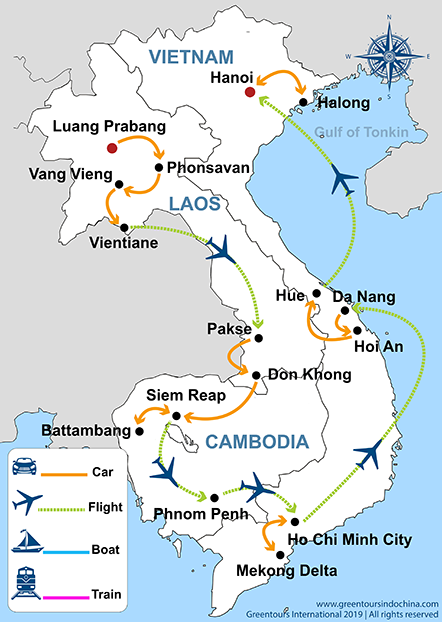 VIETNAM
Hanoi
Halong
N
W
E
S
Gulf of Tonkin
Luang Prabang
Vang Vieng
Phonsavan
LAOS
Vientiane
Hue
Da Nang
Pakse
Hoi An
Don Khong
Siem Reap
Battambang
CAMBODIA
Phnom Penh
Ho Chi Minh City
Mekong Delta
Car
Flight
Boat
Train
www.greentoursindochina.com
Greentours International 2019 | All rights reserved